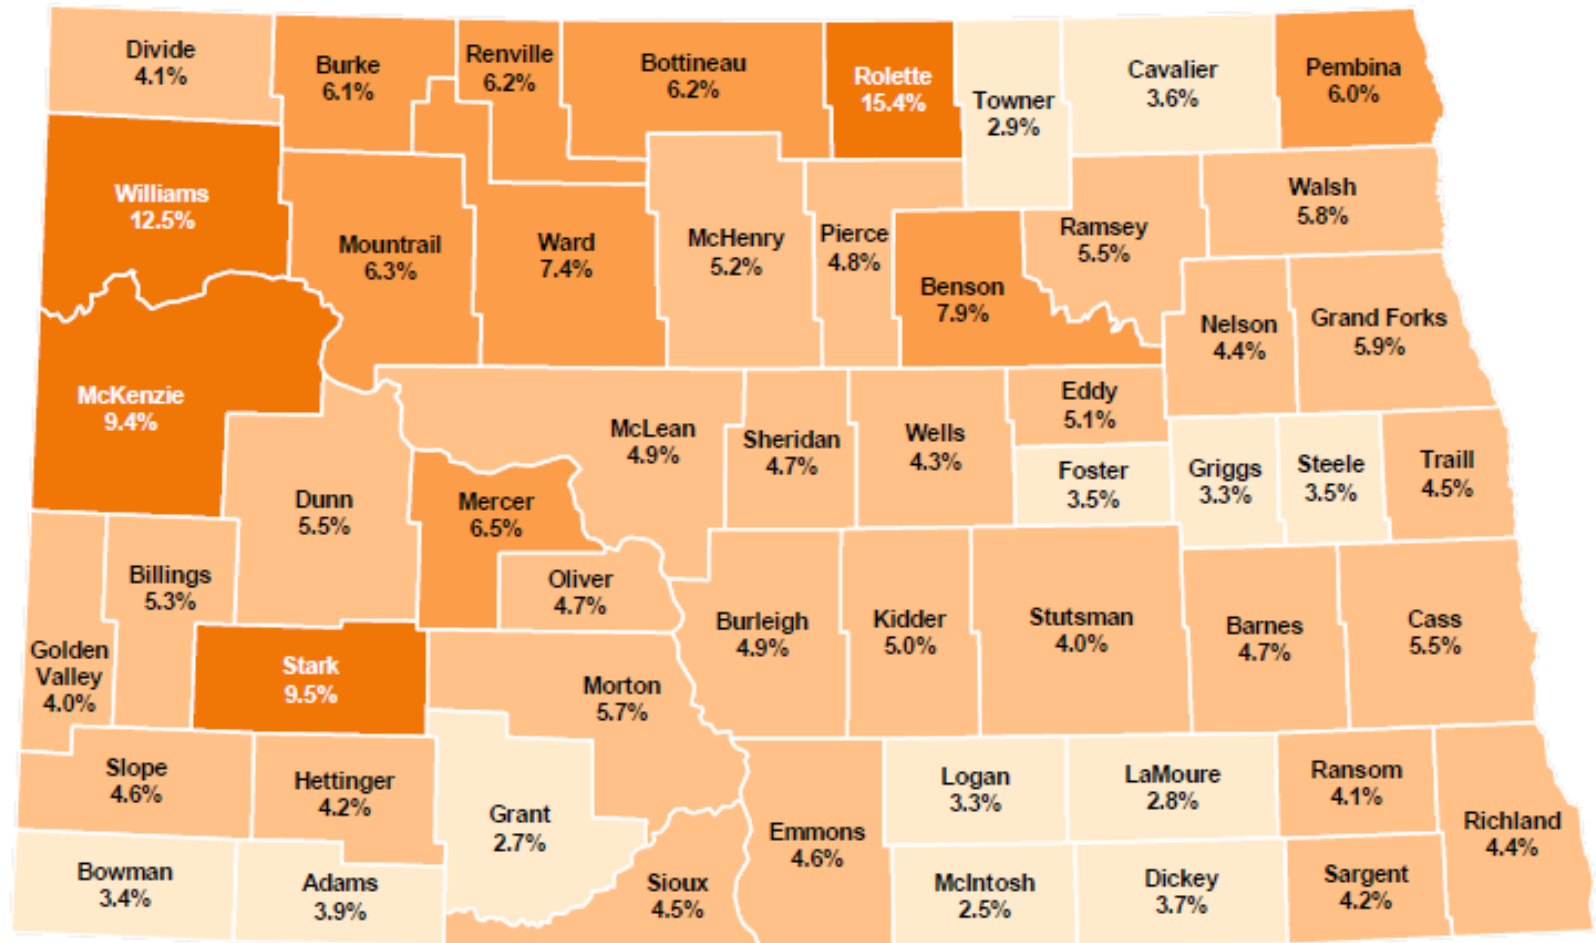 Divide
4.1%
Burke
6.1%
Renville
6.2%
Bottineau
6.2%
Rolette
15.4%
Towner
2.9%
Cavalier
3.6%
Pembina
6.0%
Williams
12.5%
Mountrail
6.3%
Ward
7.4%
McHenry
5.2%
Pierce
4.8%
Benson
7.9%
Ramsey
5.5%
Walsh
5.8%
Nelson
4.4%
Grand Forks
5.9%
McKenzie
9.4%
Dunn
5.5%
Mercer
6.5%
McLean
4.9%
Sheridan
4.7%
Wells
4.3%
Eddy
5.1%
Foster
3.5%
Griggs
3.3%
Steele
3.5%
Traill
4.5%
Golden
Valley
4.0%
Billings
5.3%
Stark
9.5%
Oliver
4.7%
Morton
5.7%
Burleigh
4.9%
Kidder
5.0%
Stutsman
4.0%
Barnes
4.7%
Cass
5.5%
Slope
4.6%
Hettinger
4.2%
Grant
2.7%
Bowman
3.4%
Adams
3.9%
Sioux
4.5%
Emmons
4.6%
Logan
3.3%
LaMoure
2.8%
Ransom
4.1%
Richland
4.4%
McIntosh
2.5%
Dickey
3.7%
Sargent
4.2%